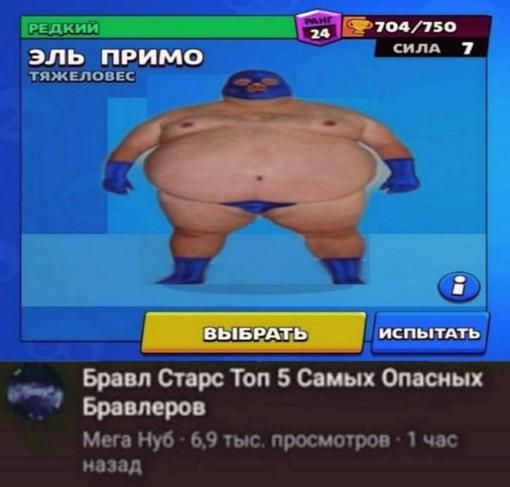 РЕДКИЙ
РАНГ
24
704/750
СИЛА 7
ЭЛЬ ПРИМО
ТЯЖЕЛОВЕС
i
ВЫБРАТЬ
ИСПЫТАТЬ
Бравл Старс Топ 5 Самых Опасных
Бравлеров
Мега Нуб · 6,9 тыс. просмотров · 1 час
назад